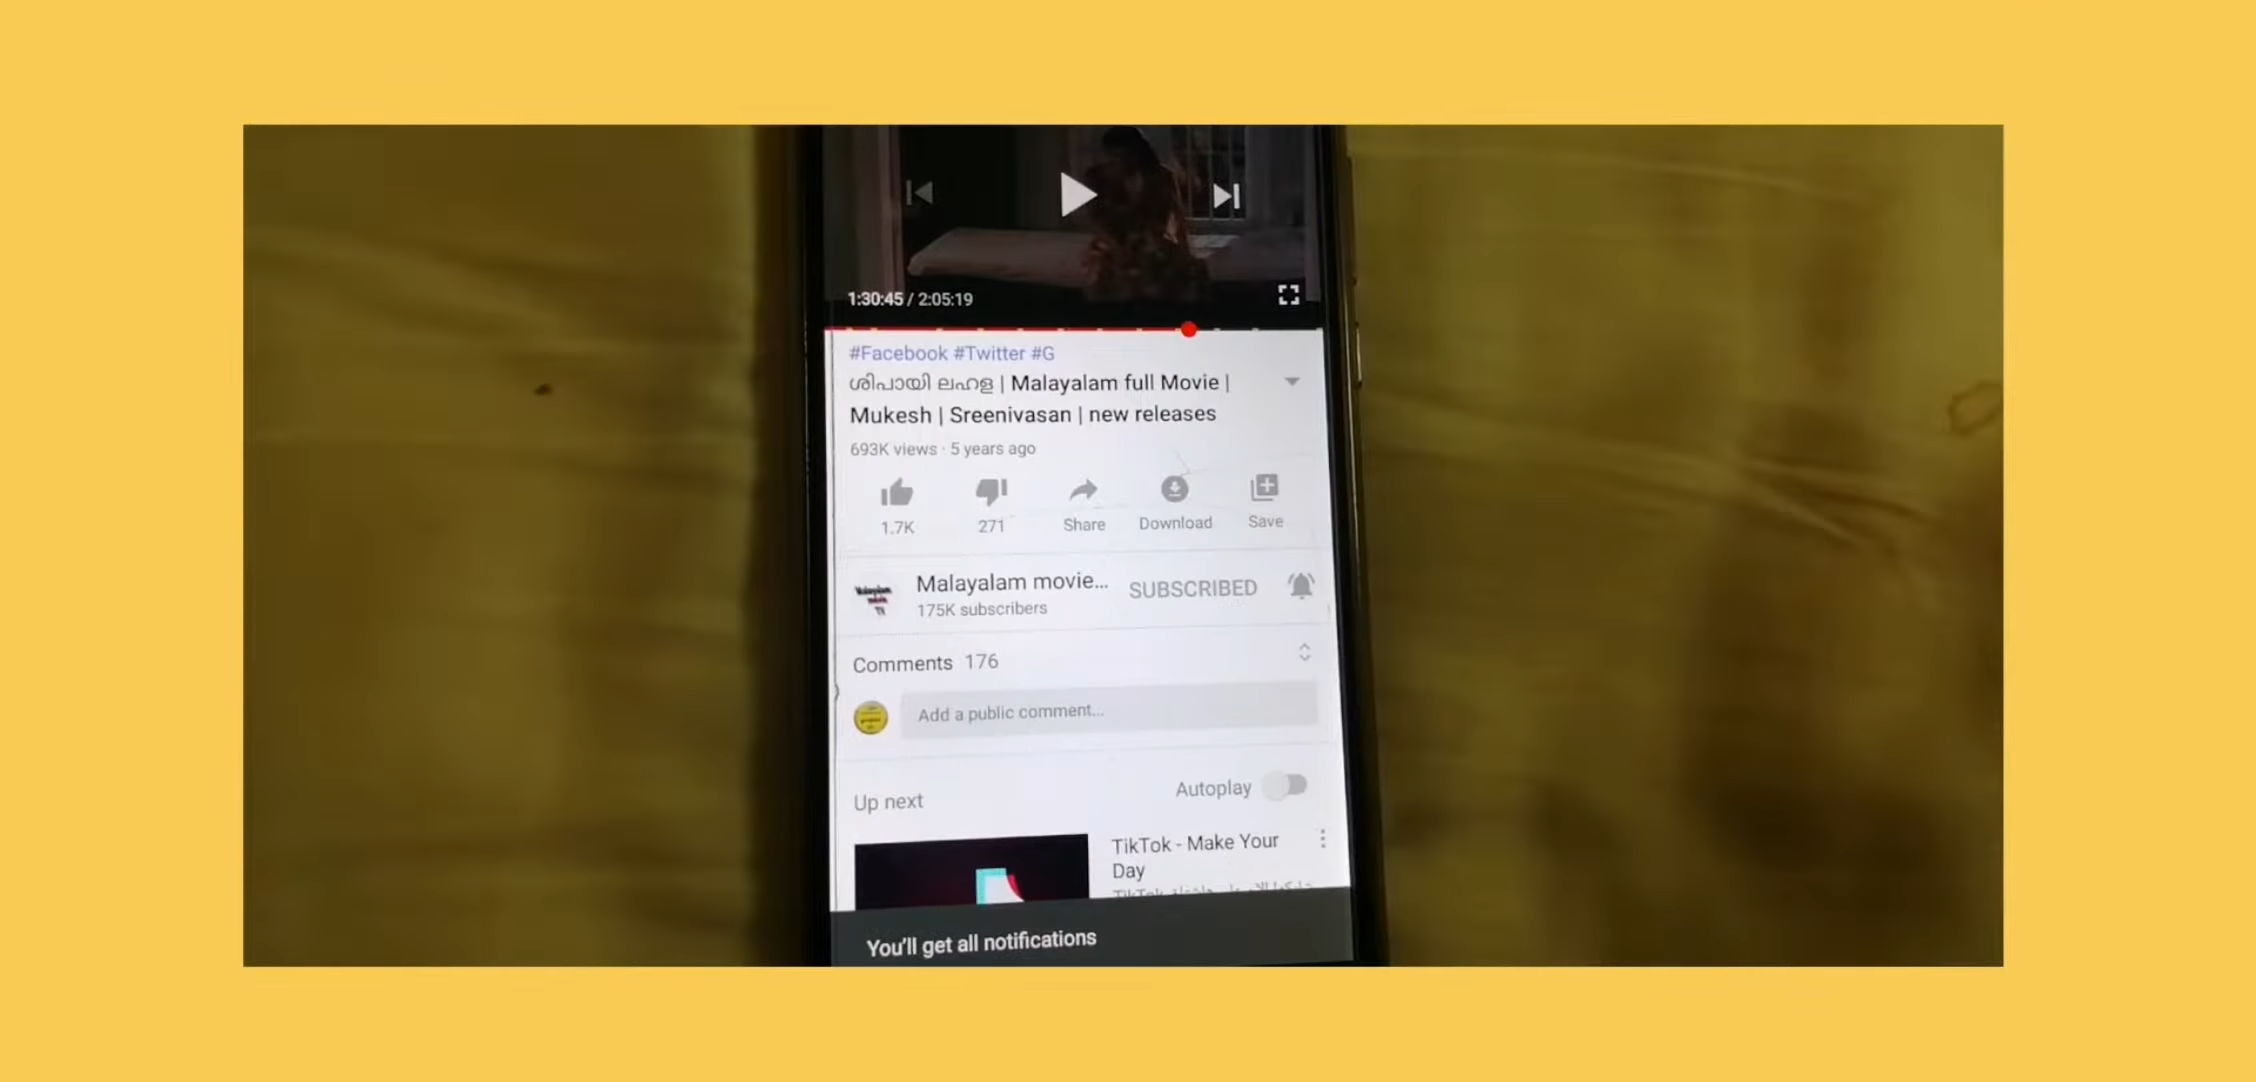 1:30:45 / 2:05:19
#Facebook #Twitter #G
ശിപായി ലഹള | Malayalam full Movie |
Mukesh | Sreenivasan | new releases
693K views · 5 years ago
1.7K 271 Share Download Save
Malayalam movie... SUBSCRIBED
175K subscribers
Comments 176
Add a public comment...
Up next Autoplay
TikTok - Make Your
Day
TikTok
You'll get all notifications